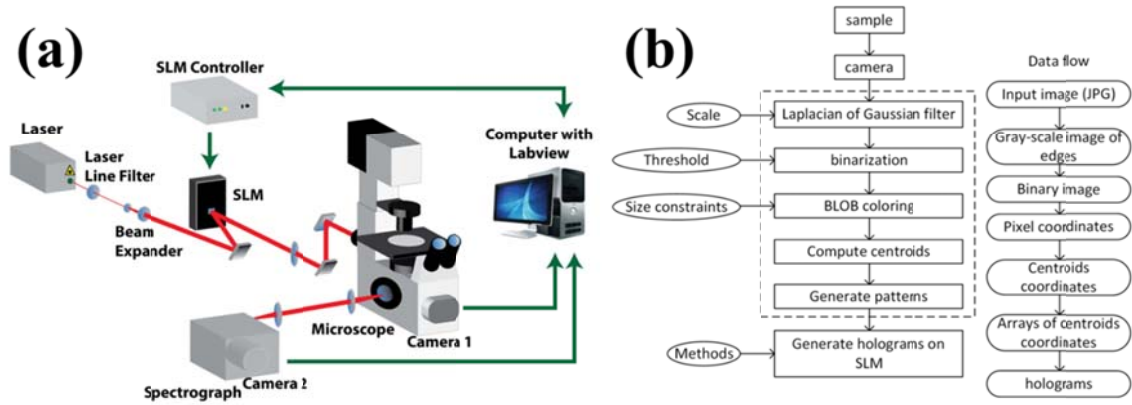 (a)
SLM Controller
Laser
Laser
Line Filter
SLM
Beam
Expander
Computer with
Labview
Microscope
Camera 1
Camera 2
Spectrograph
(b)
sample
camera
Scale
Laplacian of Gaussian filter
Threshold
binarization
Size constraints
BLOB coloring
Compute centroids
Generate patterns
Methods
Generate holograms on
SLM
Data flow
Input image (JPG)
Gray-scale image of
edges
Binary image
Pixel coordinates
Centroids
coordinates
Arrays of centroids
coordinates
holograms